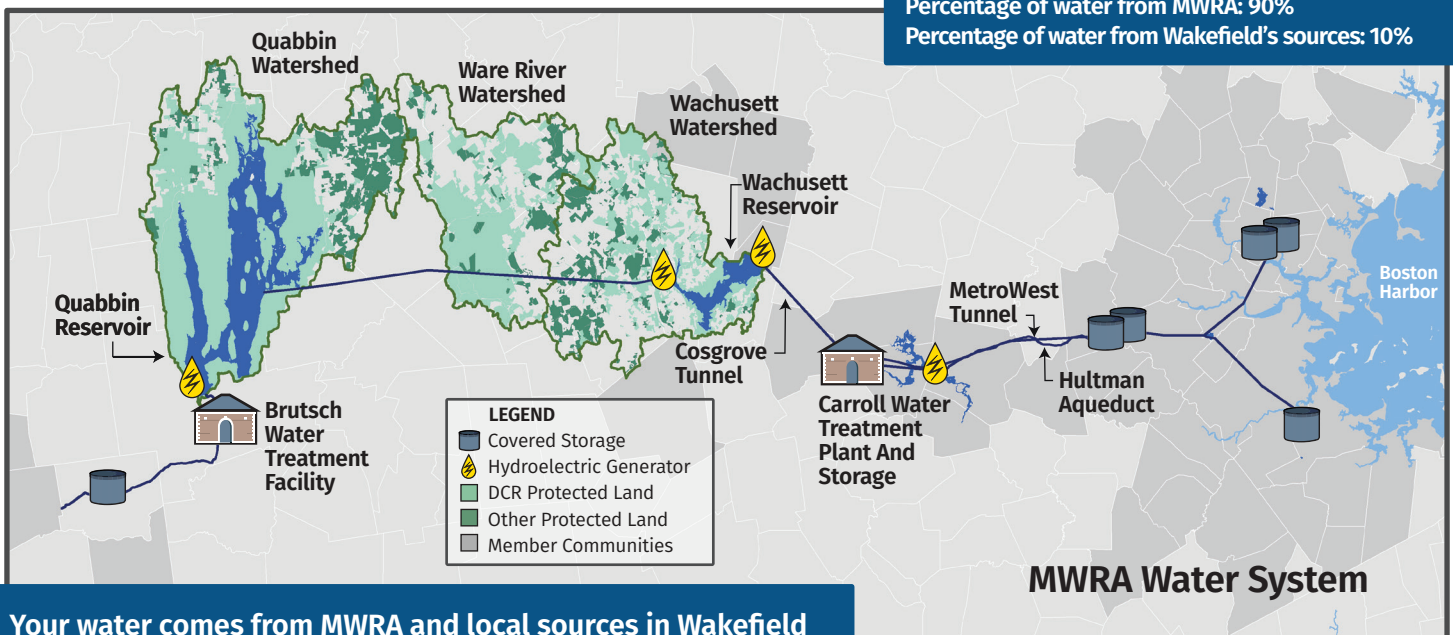 Percentage of water from MWRA: 90%
Percentage of water from Wakefield's sources: 10%
Quabbin
Watershed
Ware River
Watershed
Wachusett
Watershed
Wachusett
Reservoir
Quabbin
Reservoir
Boston
Harbor
MetroWest
Tunnel
Cosgrove
Tunnel
Hultman
Aqueduct
Brutsch
Water
Treatment
Facility
Carroll Water
Treatment
Plant And
Storage
LEGEND
Covered Storage
Hydroelectric Generator
DCR Protected Land
Other Protected Land
Member Communities
MWRA Water System
Your water comes from MWRA and local sources in Wakefield